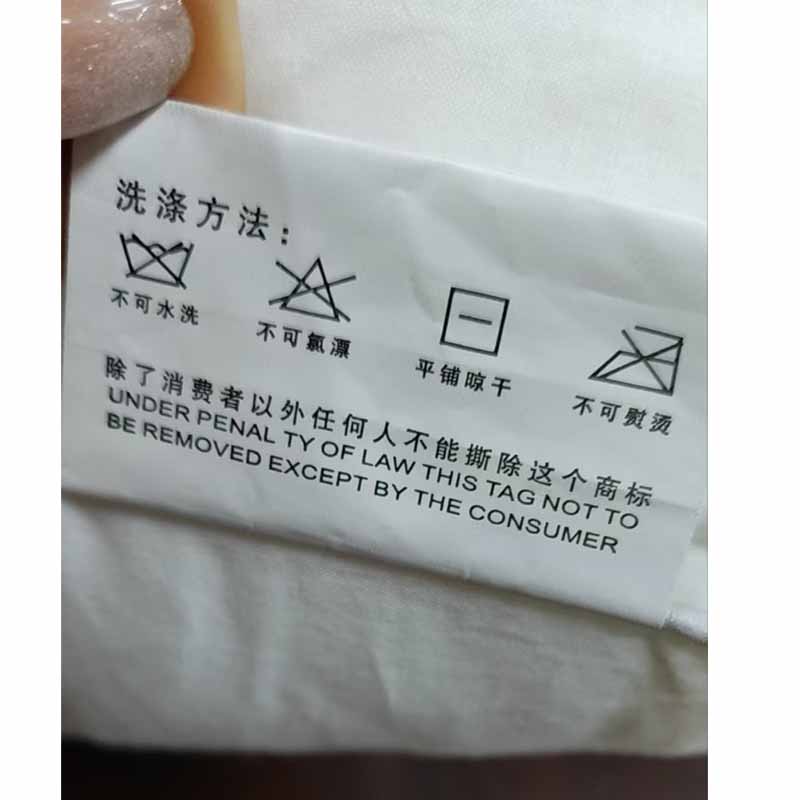 洗涤方法：
不可水洗
不可氯漂
平铺晾干
不可熨烫
除了消费者以外任何人不能撕除这个商标
UNDER PENAL TY OF LAW THIS TAG NOT TO
BE REMOVED EXCEPT BY THE CONSUMER